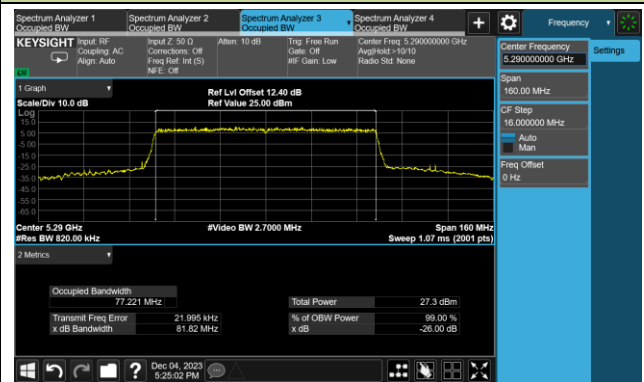 Spectrum Analyzer 1
Occupied BW
Spectrum Analyzer 2
Occupied BW
Spectrum Analyzer 3
Occupied BW
Spectrum Analyzer 4
Occupied BW
+
Frequency
KEYSIGHT
Input: RF
Coupling: AC
Align: Auto
Input Z: 50 Ω
Corrections: Off
Freq Ref: Int (S)
NFE: Off
Atten: 10 dB
Trig: Free Run
Gate: Off
#IF Gain: Low
Center Freq: 5.290000000 GHz
Avg|Hold:>10/10
Radio Std: None
Center Frequency
5.290000000 GHz
Settings
Span
160.00 MHz
CF Step
16.000000 MHz
Auto
Man
Freq Offset
0 Hz
1 Graph
Scale/Div 10.0 dB
Ref Lvl Offset 12.40 dB
Ref Value 25.00 dBm
Log
15.0
5.00
-5.00
-15.0
-25.0
-35.0
-45.0
-55.0
-65.0
Center 5.29 GHz
#Res BW 820.00 kHz
#Video BW 2.7000 MHz
Span 160 MHz
Sweep 1.07 ms (2001 pts)
2 Metrics
Occupied Bandwidth
77.221 MHz
Total Power 27.3 dBm
Transmit Freq Error 21.995 kHz
% of OBW Power 99.00 %
x dB Bandwidth 81.82 MHz
x dB -26.00 dB
?
Dec 04, 2023
5:25:02 PM